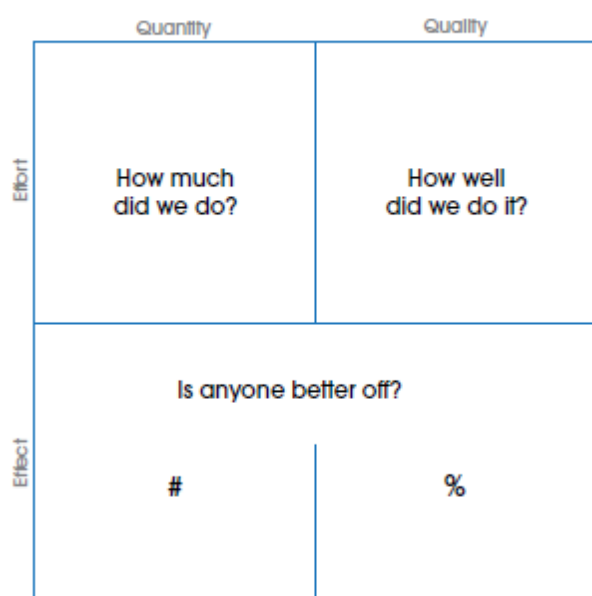 Quantity
Quality
Effort
How much
did we do?
How well
did we do it?
Effect
Is anyone better off?
#
%